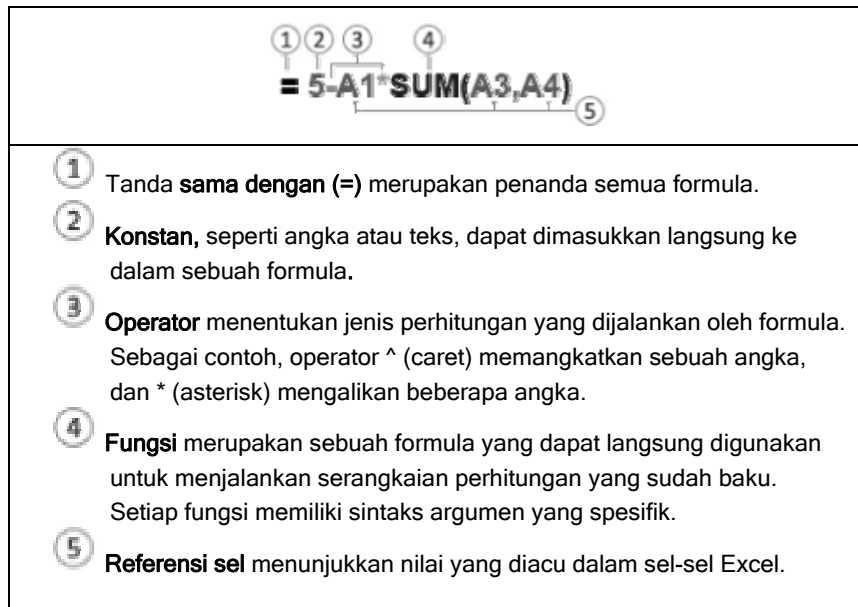 1 2 3 4
= 5-A1*SUM(A3,A4)
5
1 Tanda sama dengan (=) merupakan penanda semua formula.
2 Konstan, seperti angka atau teks, dapat dimasukkan langsung ke
dalam sebuah formula.
3 Operator menentukan jenis perhitungan yang dijalankan oleh formula.
Sebagai contoh, operator ^ (caret) memangkatkan sebuah angka,
dan * (asterisk) mengalikan beberapa angka.
4 Fungsi merupakan sebuah formula yang dapat langsung digunakan
untuk menjalankan serangkaian perhitungan yang sudah baku.
Setiap fungsi memiliki sintaks argumen yang spesifik.
5 Referensi sel menunjukkan nilai yang diacu dalam sel-sel Excel.